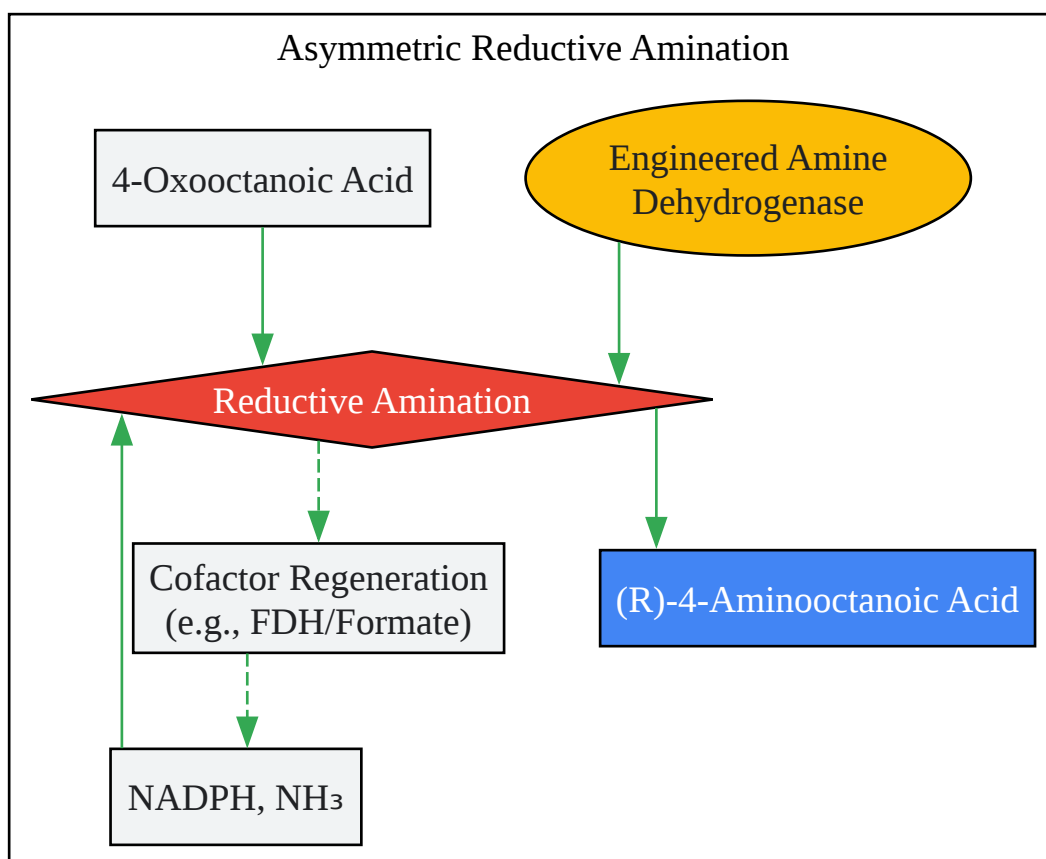 Asymmetric Reductive Amination
4-Oxooctanoic Acid
Engineered Amine
Dehydrogenase
Reductive Amination
Cofactor Regeneration
(e.g., FDH/Formate)
(R)-4-Aminooctanoic Acid
NADPH, NH₃